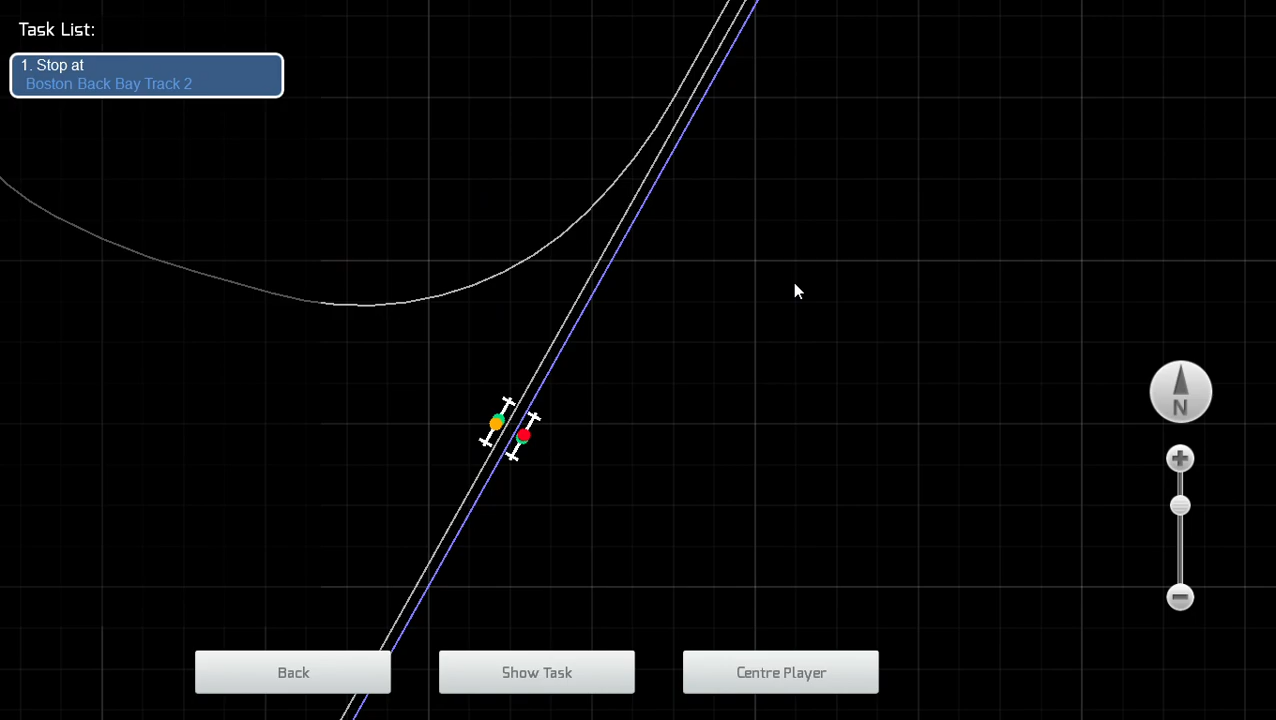 Task List:
1. Stop at
Boston Back Bay Track 2
N
Back
Show Task
Centre Player